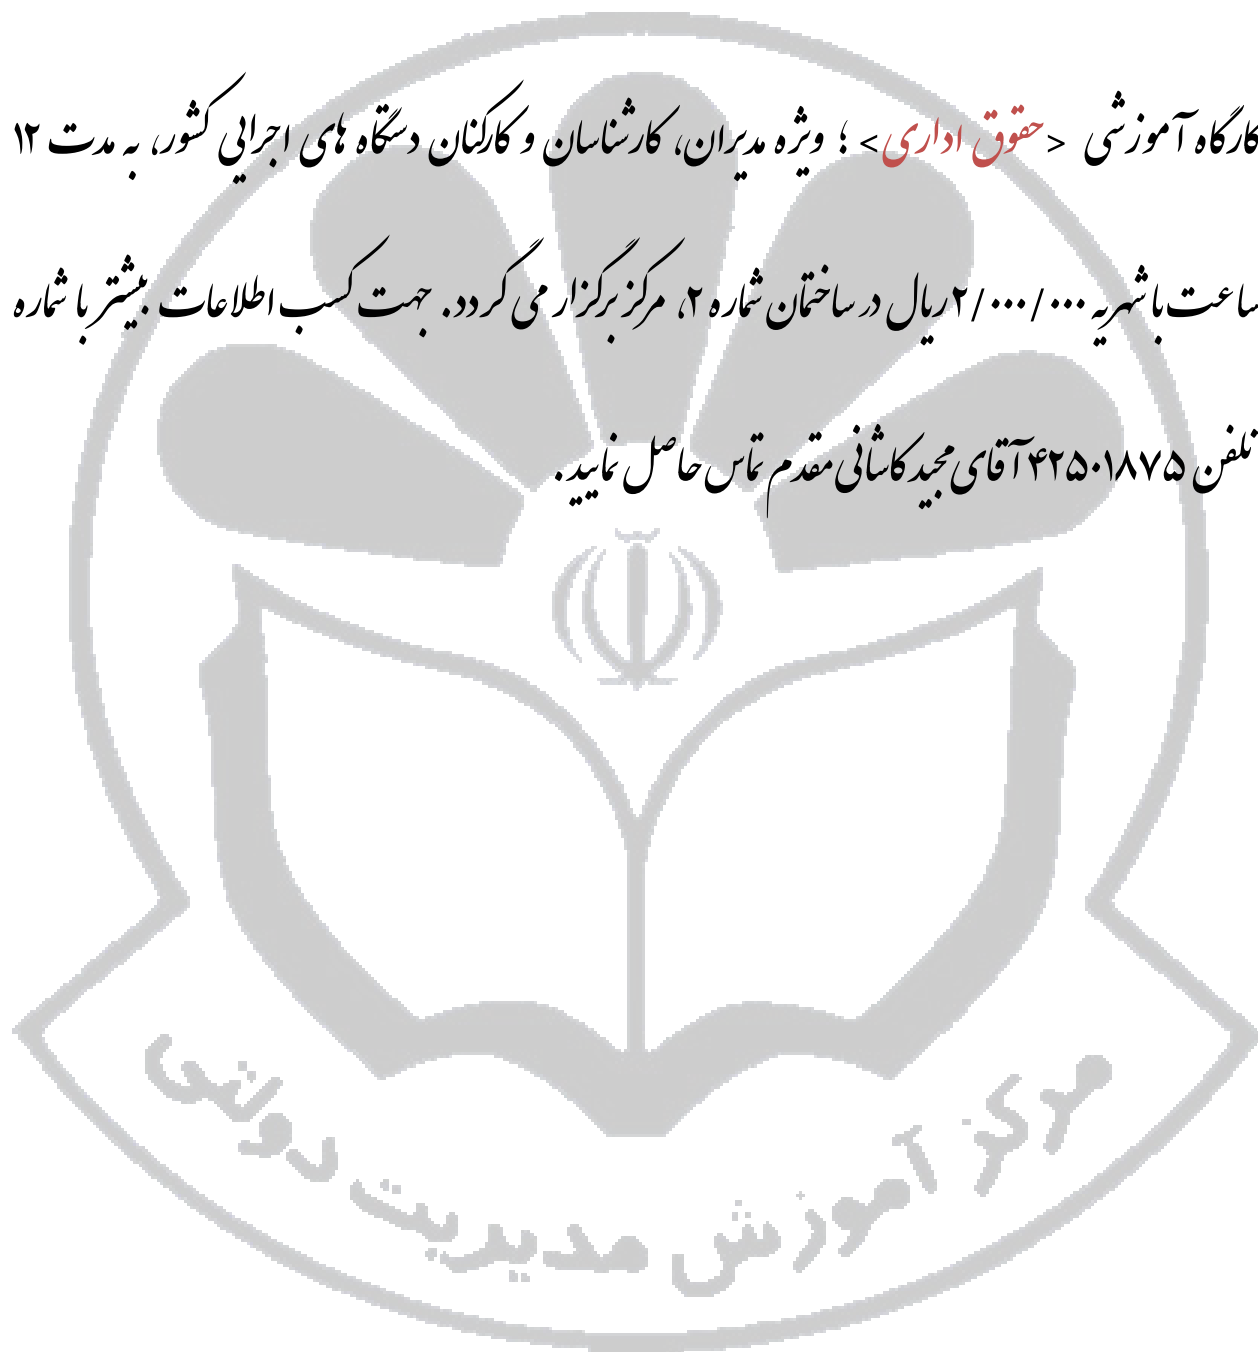 کارگاه آموزشی <حقوق اداری> ؛ ویژه مدیران، کارشناسان و کارکنان دستگاه های اجرایی کشور، به مدت ۱۲
ساعت با شهریه ۲/۰۰۰/۰۰۰ریال در ساختمان شماره ۲، مرکز برگزار می گردد. جهت کسب اطلاعات بیشتر با شماره
تلفن ۴۲۵۰۱۸۷۵ آقای مجید کاشانی مقدم تماس حاصل نمایید.
مرکز آموزش مدیریت دولتی